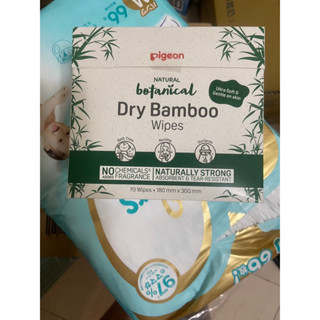 pigeon
NATURAL
botanical
Ultra Soft &
Gentle on skin
Dry Bamboo
Wipes
NO ADDED CHEMICALS
FRAGRANCE
NATURALLY STRONG
ABSORBENT & TEAR-RESISTANT
70 Wipes • 180 mm x 300 mm